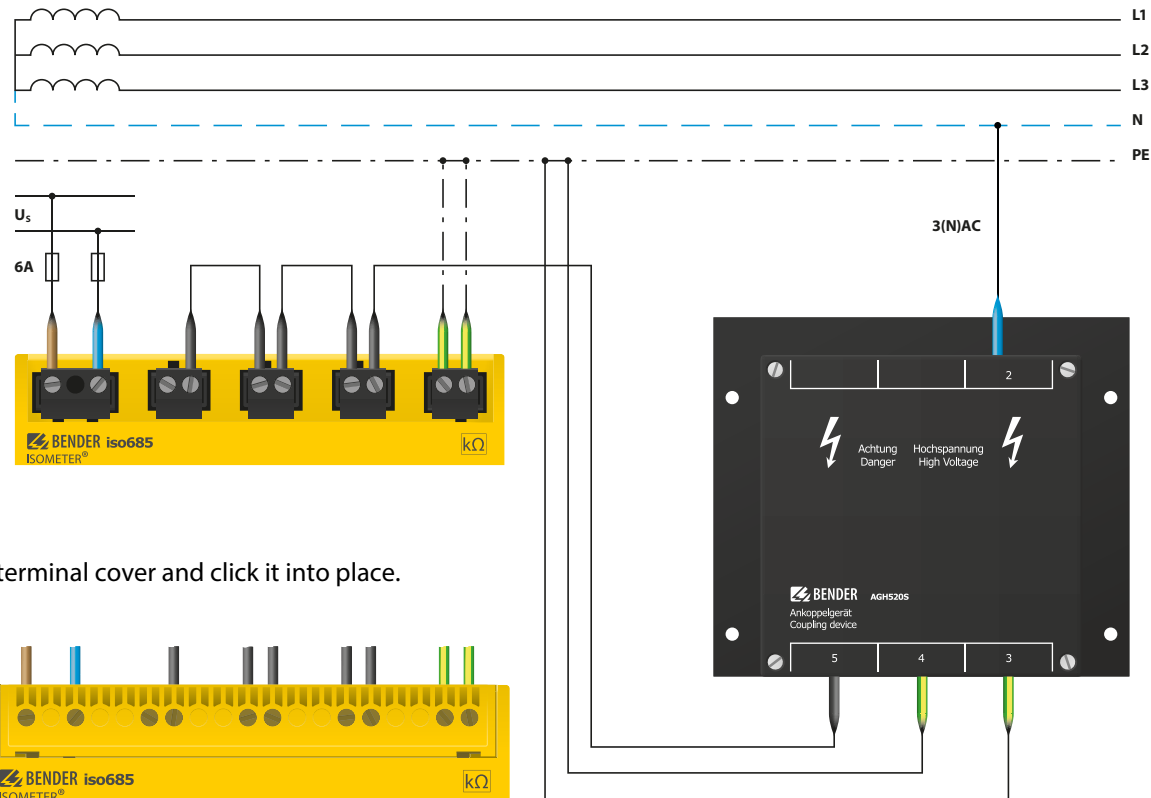 L1
L2
L3
N
PE
Us
3(N)AC
6A
2
BENDER iso685
ISOMETER®
kΩ
Achtung Hochspannung
Danger High Voltage
terminal cover and click it into place.
BENDER AGH520S
Ankoppelgerät
Coupling device
5 4 3
BENDER iso685
ISOMETER®
kΩ